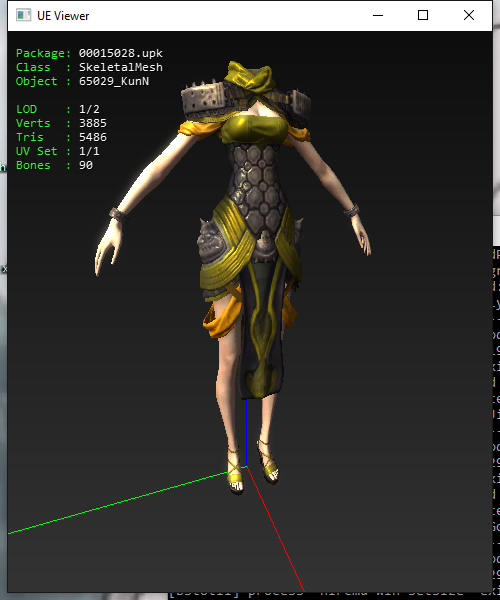 UE Viewer
Package: 00015028.upk
Class : SkeletalMesh
Object : 65029_KunN
LOD : 1/2
Verts : 3885
Tris : 5486
UV Set : 1/1
Bones : 90